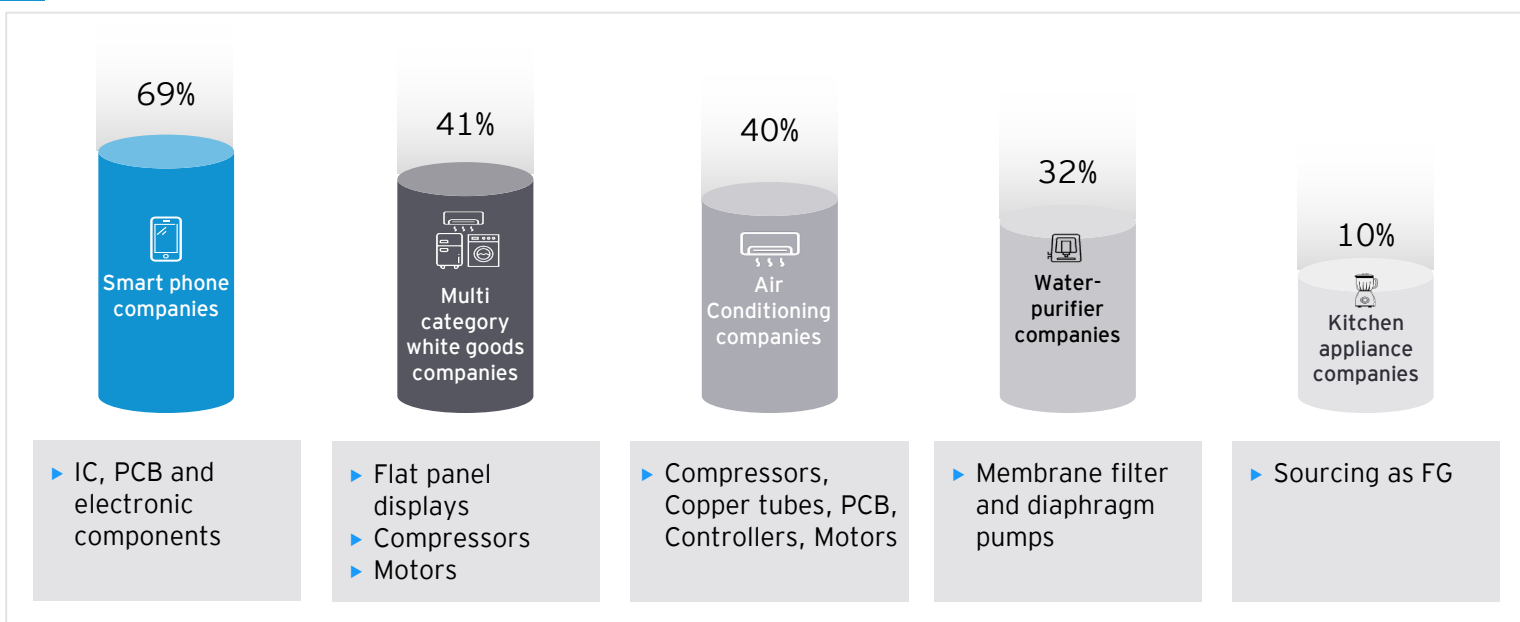 69%
Smart phone
companies
▶ IC, PCB and
electronic
components
41%
Multi
category
white goods
companies
▶ Flat panel
displays
▶ Compressors
▶ Motors
40%
Air
Conditioning
companies
▶ Compressors,
Copper tubes, PCB,
Controllers, Motors
32%
Water-
purifier
companies
▶ Membrane filter
and diaphragm
pumps
10%
Kitchen
appliance
companies
▶ Sourcing as FG